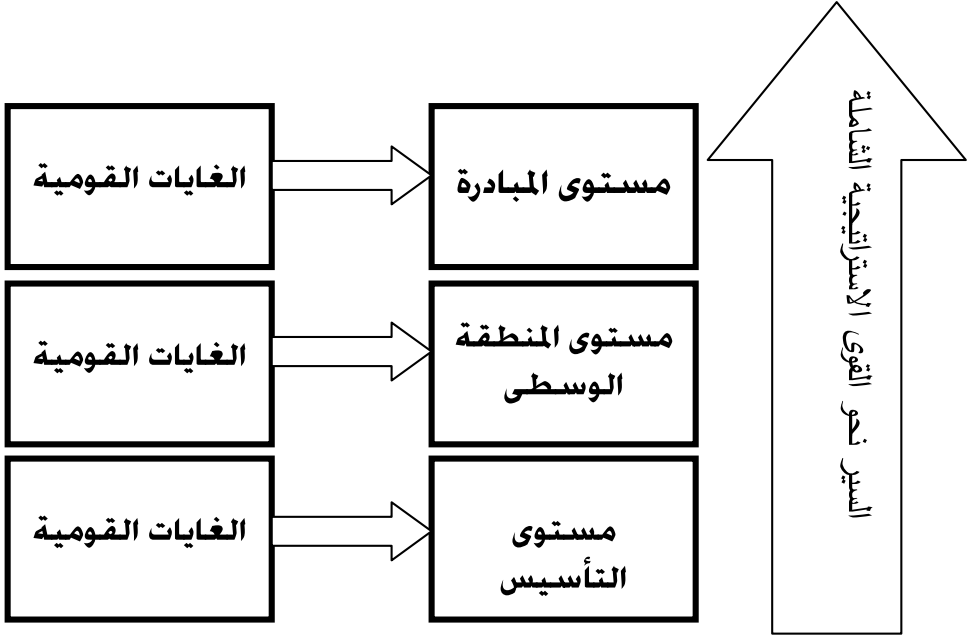 مستوى المبادرة
الغايات القومية
مستوى المنطقة
الوسطى
الغايات القومية
مستوى
التأسيس
الغايات القومية
السير نحو القوى الاستراتيجية الشاملة